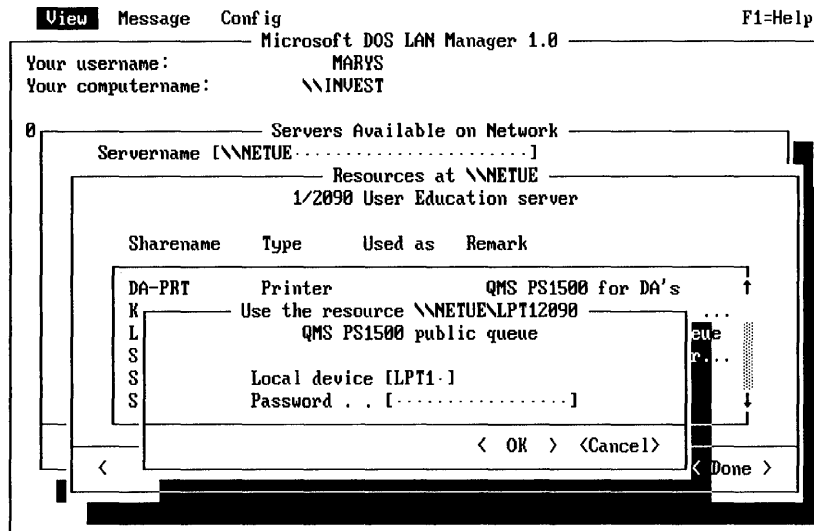 View Message Config F1=Help
Microsoft DOS LAN Manager 1.0
Your username: MARYS
Your computername: \\INVEST
0
Servers Available on Network
Servername [\\NETUE·······················]
Resources at \\NETUE
1/2090 User Education server
Sharename Type Used as Remark
DA-PRT Printer QMS PS1500 for DA's ↑
K ...
Use the resource \\NETUE\LPT12090
L eue
QMS PS1500 public queue
S r...
S
Local device [LPT1·]
S ↓
Password . . [·················]
< OK > <Cancel>
< < Done >